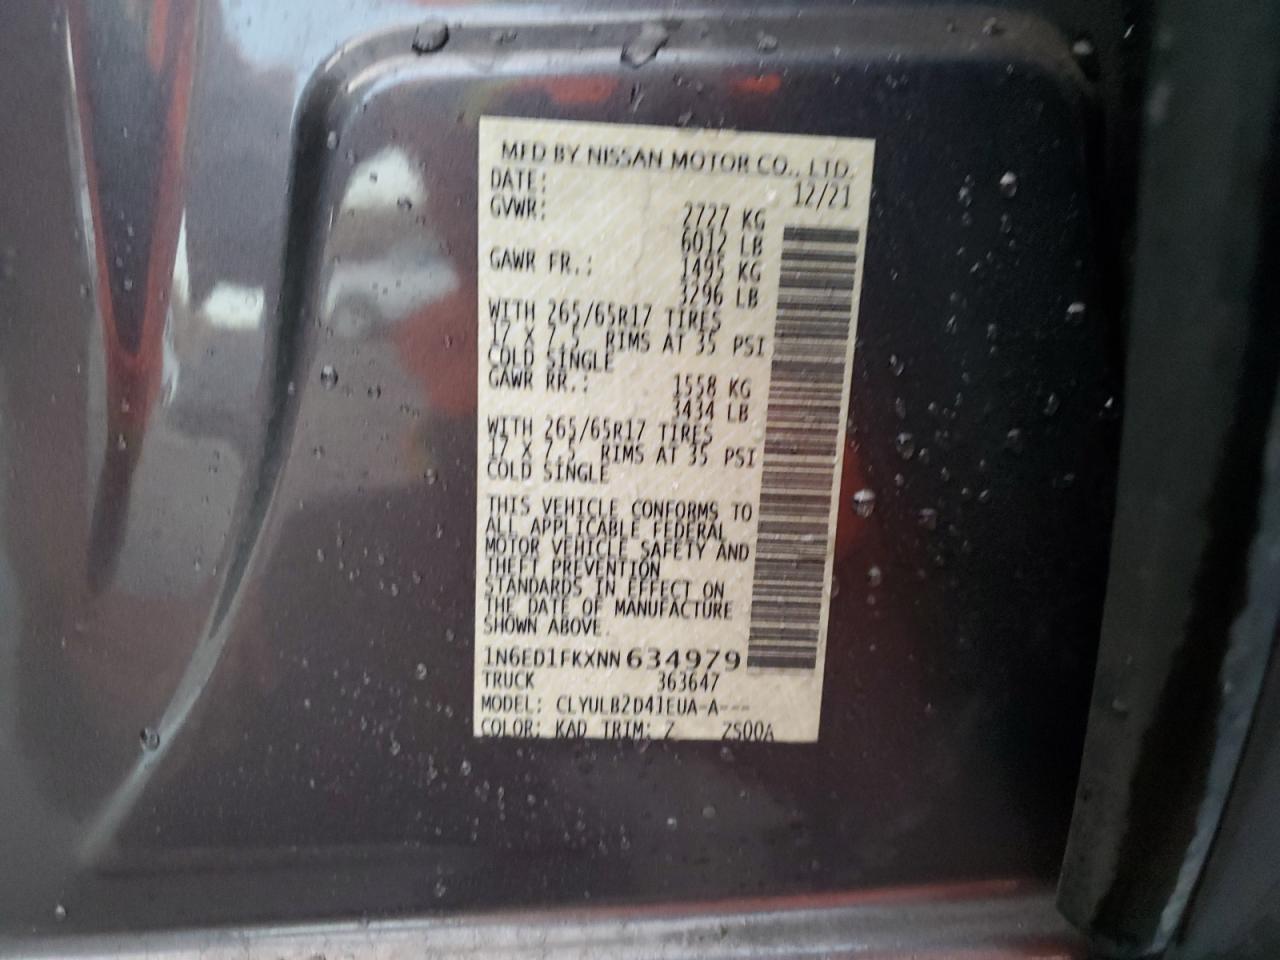 MFD BY NISSAN MOTOR CO., LTD.
DATE: 12/21
GVWR: 2727 KG
6012 LB
GAWR FR.: 1495 KG
3296 LB
WITH 265/65R17 TIRES
17 X 7.5 RIMS AT 35 PSI
COLD SINGLE
GAWR RR.: 1558 KG
3434 LB
WITH 265/65R17 TIRES
17 X 7.5 RIMS AT 35 PSI
COLD SINGLE
THIS VEHICLE CONFORMS TO
ALL APPLICABLE FEDERAL
MOTOR VEHICLE SAFETY AND
THEFT PREVENTION
STANDARDS IN EFFECT ON
THE DATE OF MANUFACTURE
SHOWN ABOVE.
1N6ED1FKXNN634979
TRUCK 363647
MODEL: CLYULB2D41EUA-A---
COLOR: KAD TRIM: Z ZS00A